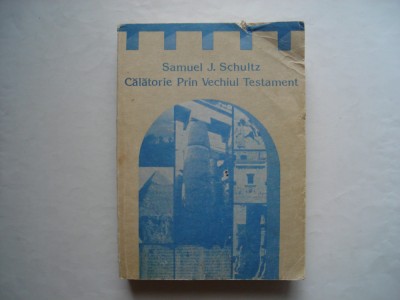 Samuel J. Schultz
Călătorie Prin Vechiul Testament